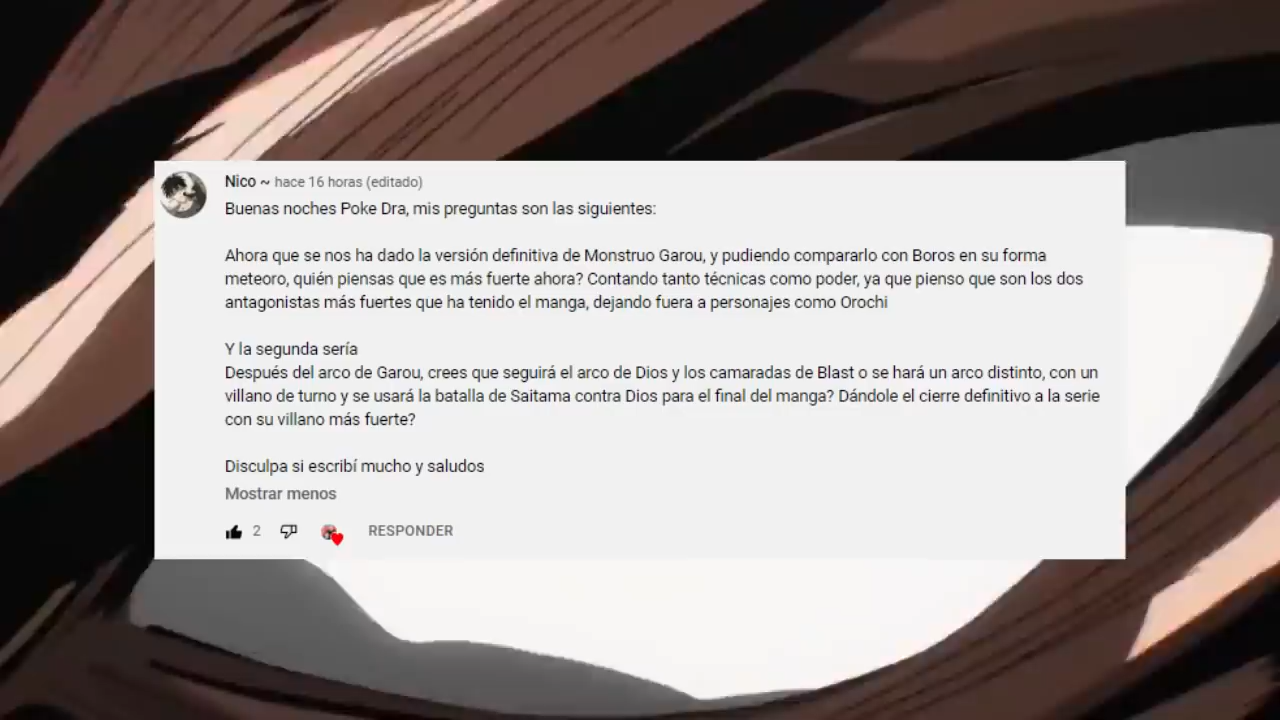 Nico ~ hace 16 horas (editado)
Buenas noches Poke Dra, mis preguntas son las siguientes:
Ahora que se nos ha dado la versión definitiva de Monstruo Garou, y pudiendo compararlo con Boros en su forma
meteoro, quién piensas que es más fuerte ahora? Contando tanto técnicas como poder, ya que pienso que son los dos
antagonistas más fuertes que ha tenido el manga, dejando fuera a personajes como Orochi
Y la segunda sería
Después del arco de Garou, crees que seguirá el arco de Dios y los camaradas de Blast o se hará un arco distinto, con un
villano de turno y se usará la batalla de Saitama contra Dios para el final del manga? Dándole el cierre definitivo a la serie
con su villano más fuerte?
Disculpa si escribí mucho y saludos
Mostrar menos
2 RESPONDER